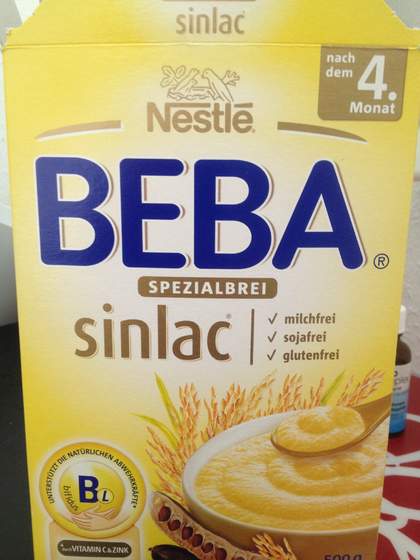 sinlac
nach
dem
4.
Monat
Nestlé
BEBA®
SPEZIALBREI
sinlac®
✓ milchfrei
✓ sojafrei
✓ glutenfrei
UNTERSTÜTZT DIE NATÜRLICHEN ABWEHRKRÄFTE*
BL
bifidus
*durch VITAMIN C & ZINK
500 g